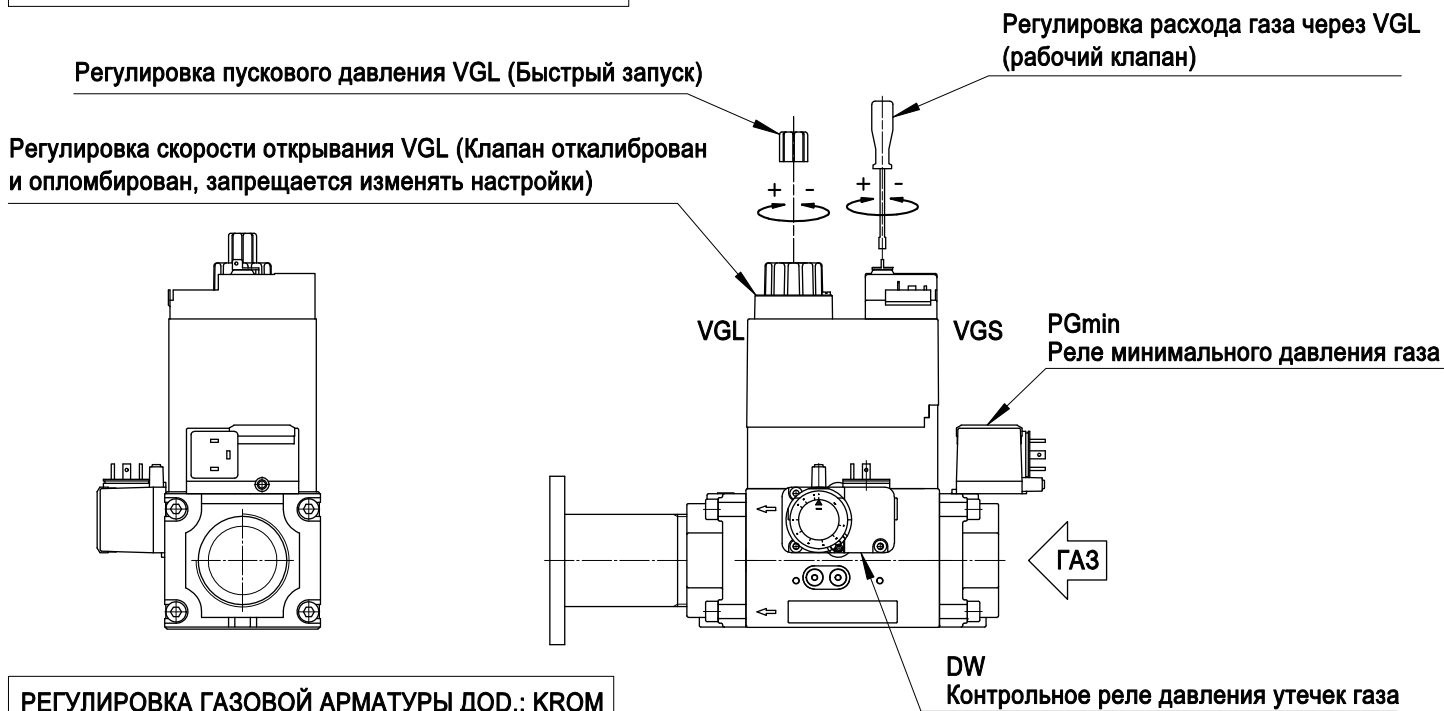 Регулировка расхода газа через VGL
(рабочий клапан)
Регулировка пускового давления VGL (Быстрый запуск)
Регулировка скорости открывания VGL (Клапан откалиброван
и опломбирован, запрещается изменять настройки)
+ -
+ -
VGL
VGS
PGmin
Реле минимального давления газа
ГАЗ
DW
Контрольное реле давления утечек газа
РЕГУЛИРОВКА ГАЗОВОЙ АРМАТУРЫ ДОД.: KROM